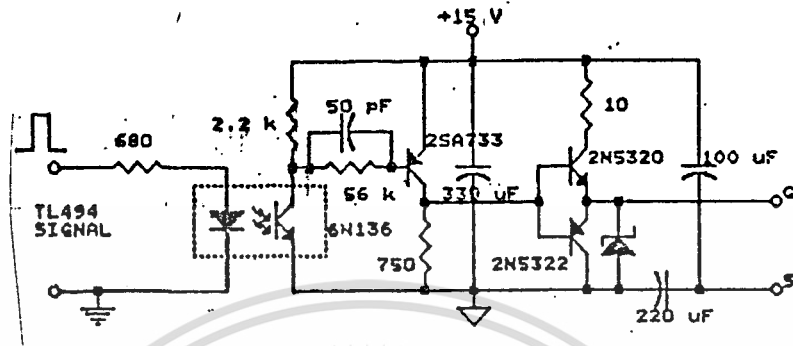 +15 V
50 pF
2.2 k
10
680
2SA733
2N5320
100 uF
56 k
330 uF
G
TL494
SIGNAL
6N136
750
2N5322
S
220 uF